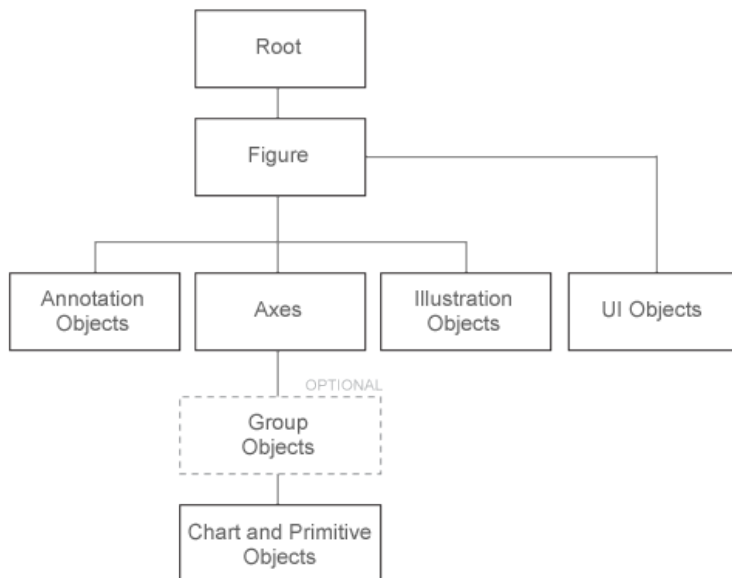 Root
Figure
Annotation
Objects
Axes
Illustration
Objects
UI Objects
OPTIONAL
Group
Objects
Chart and Primitive
Objects